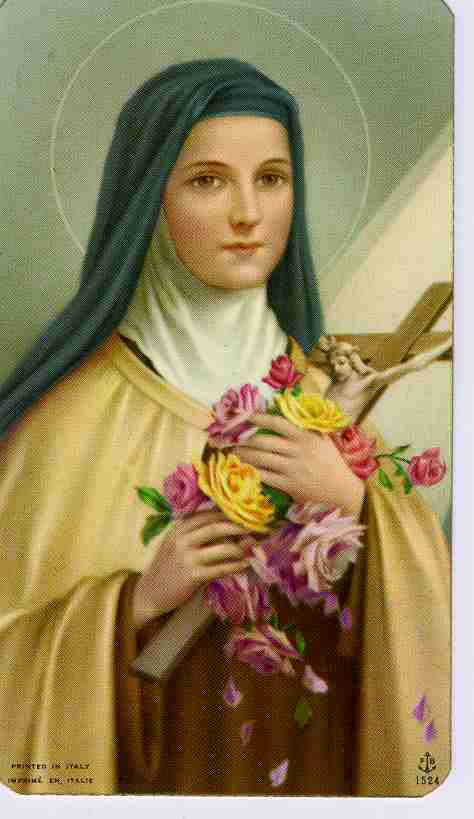 PRINTED IN ITALY
IMPRIMÉ EN ITALIE
F B
1524